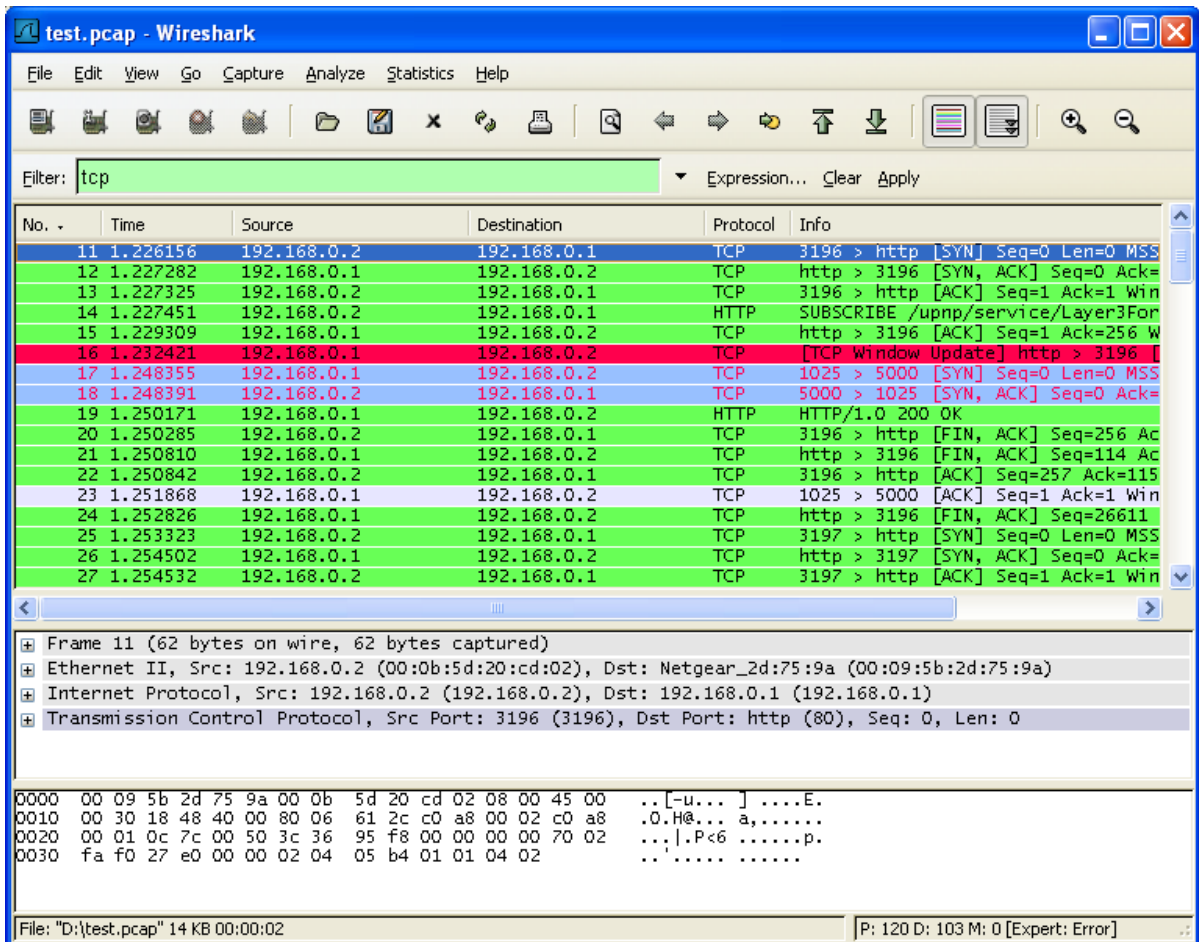 test.pcap - Wireshark
File Edit View Go Capture Analyze Statistics Help
Filter: tcp Expression... Clear Apply
No. Time Source Destination Protocol Info
11 1.226156 192.168.0.2 192.168.0.1 TCP 3196 > http [SYN] Seq=0 Len=0 MSS
12 1.227282 192.168.0.1 192.168.0.2 TCP http > 3196 [SYN, ACK] Seq=0 Ack=
13 1.227325 192.168.0.2 192.168.0.1 TCP 3196 > http [ACK] Seq=1 Ack=1 Win
14 1.227451 192.168.0.2 192.168.0.1 HTTP SUBSCRIBE /upnp/service/Layer3For
15 1.229309 192.168.0.1 192.168.0.2 TCP http > 3196 [ACK] Seq=1 Ack=256 W
16 1.232421 192.168.0.1 192.168.0.2 TCP [TCP Window Update] http > 3196 [
17 1.248355 192.168.0.1 192.168.0.2 TCP 1025 > 5000 [SYN] Seq=0 Len=0 MSS
18 1.248391 192.168.0.2 192.168.0.1 TCP 5000 > 1025 [SYN, ACK] Seq=0 Ack=
19 1.250171 192.168.0.1 192.168.0.2 HTTP HTTP/1.0 200 OK
20 1.250285 192.168.0.2 192.168.0.1 TCP 3196 > http [FIN, ACK] Seq=256 Ac
21 1.250810 192.168.0.1 192.168.0.2 TCP http > 3196 [FIN, ACK] Seq=114 Ac
22 1.250842 192.168.0.2 192.168.0.1 TCP 3196 > http [ACK] Seq=257 Ack=115
23 1.251868 192.168.0.1 192.168.0.2 TCP 1025 > 5000 [ACK] Seq=1 Ack=1 Win
24 1.252826 192.168.0.1 192.168.0.2 TCP http > 3196 [FIN, ACK] Seq=26611
25 1.253323 192.168.0.2 192.168.0.1 TCP 3197 > http [SYN] Seq=0 Len=0 MSS
26 1.254502 192.168.0.1 192.168.0.2 TCP http > 3197 [SYN, ACK] Seq=0 Ack=
27 1.254532 192.168.0.2 192.168.0.1 TCP 3197 > http [ACK] Seq=1 Ack=1 Win
Frame 11 (62 bytes on wire, 62 bytes captured)
Ethernet II, Src: 192.168.0.2 (00:0b:5d:20:cd:02), Dst: Netgear_2d:75:9a (00:09:5b:2d:75:9a)
Internet Protocol, Src: 192.168.0.2 (192.168.0.2), Dst: 192.168.0.1 (192.168.0.1)
Transmission Control Protocol, Src Port: 3196 (3196), Dst Port: http (80), Seq: 0, Len: 0
0000 00 09 5b 2d 75 9a 00 0b 5d 20 cd 02 08 00 45 00 ..[-u... ] ....E.
0010 00 30 18 48 40 00 80 06 61 2c c0 a8 00 02 c0 a8 .0.H@... a,......
0020 00 01 0c 7c 00 50 3c 36 95 f8 00 00 00 00 70 02 ...|.P<6 ......p.
0030 fa f0 27 e0 00 00 02 04 05 b4 01 01 04 02 ..'..... ......
File: "D:\test.pcap" 14 KB 00:00:02 P: 120 D: 103 M: 0 [Expert: Error]